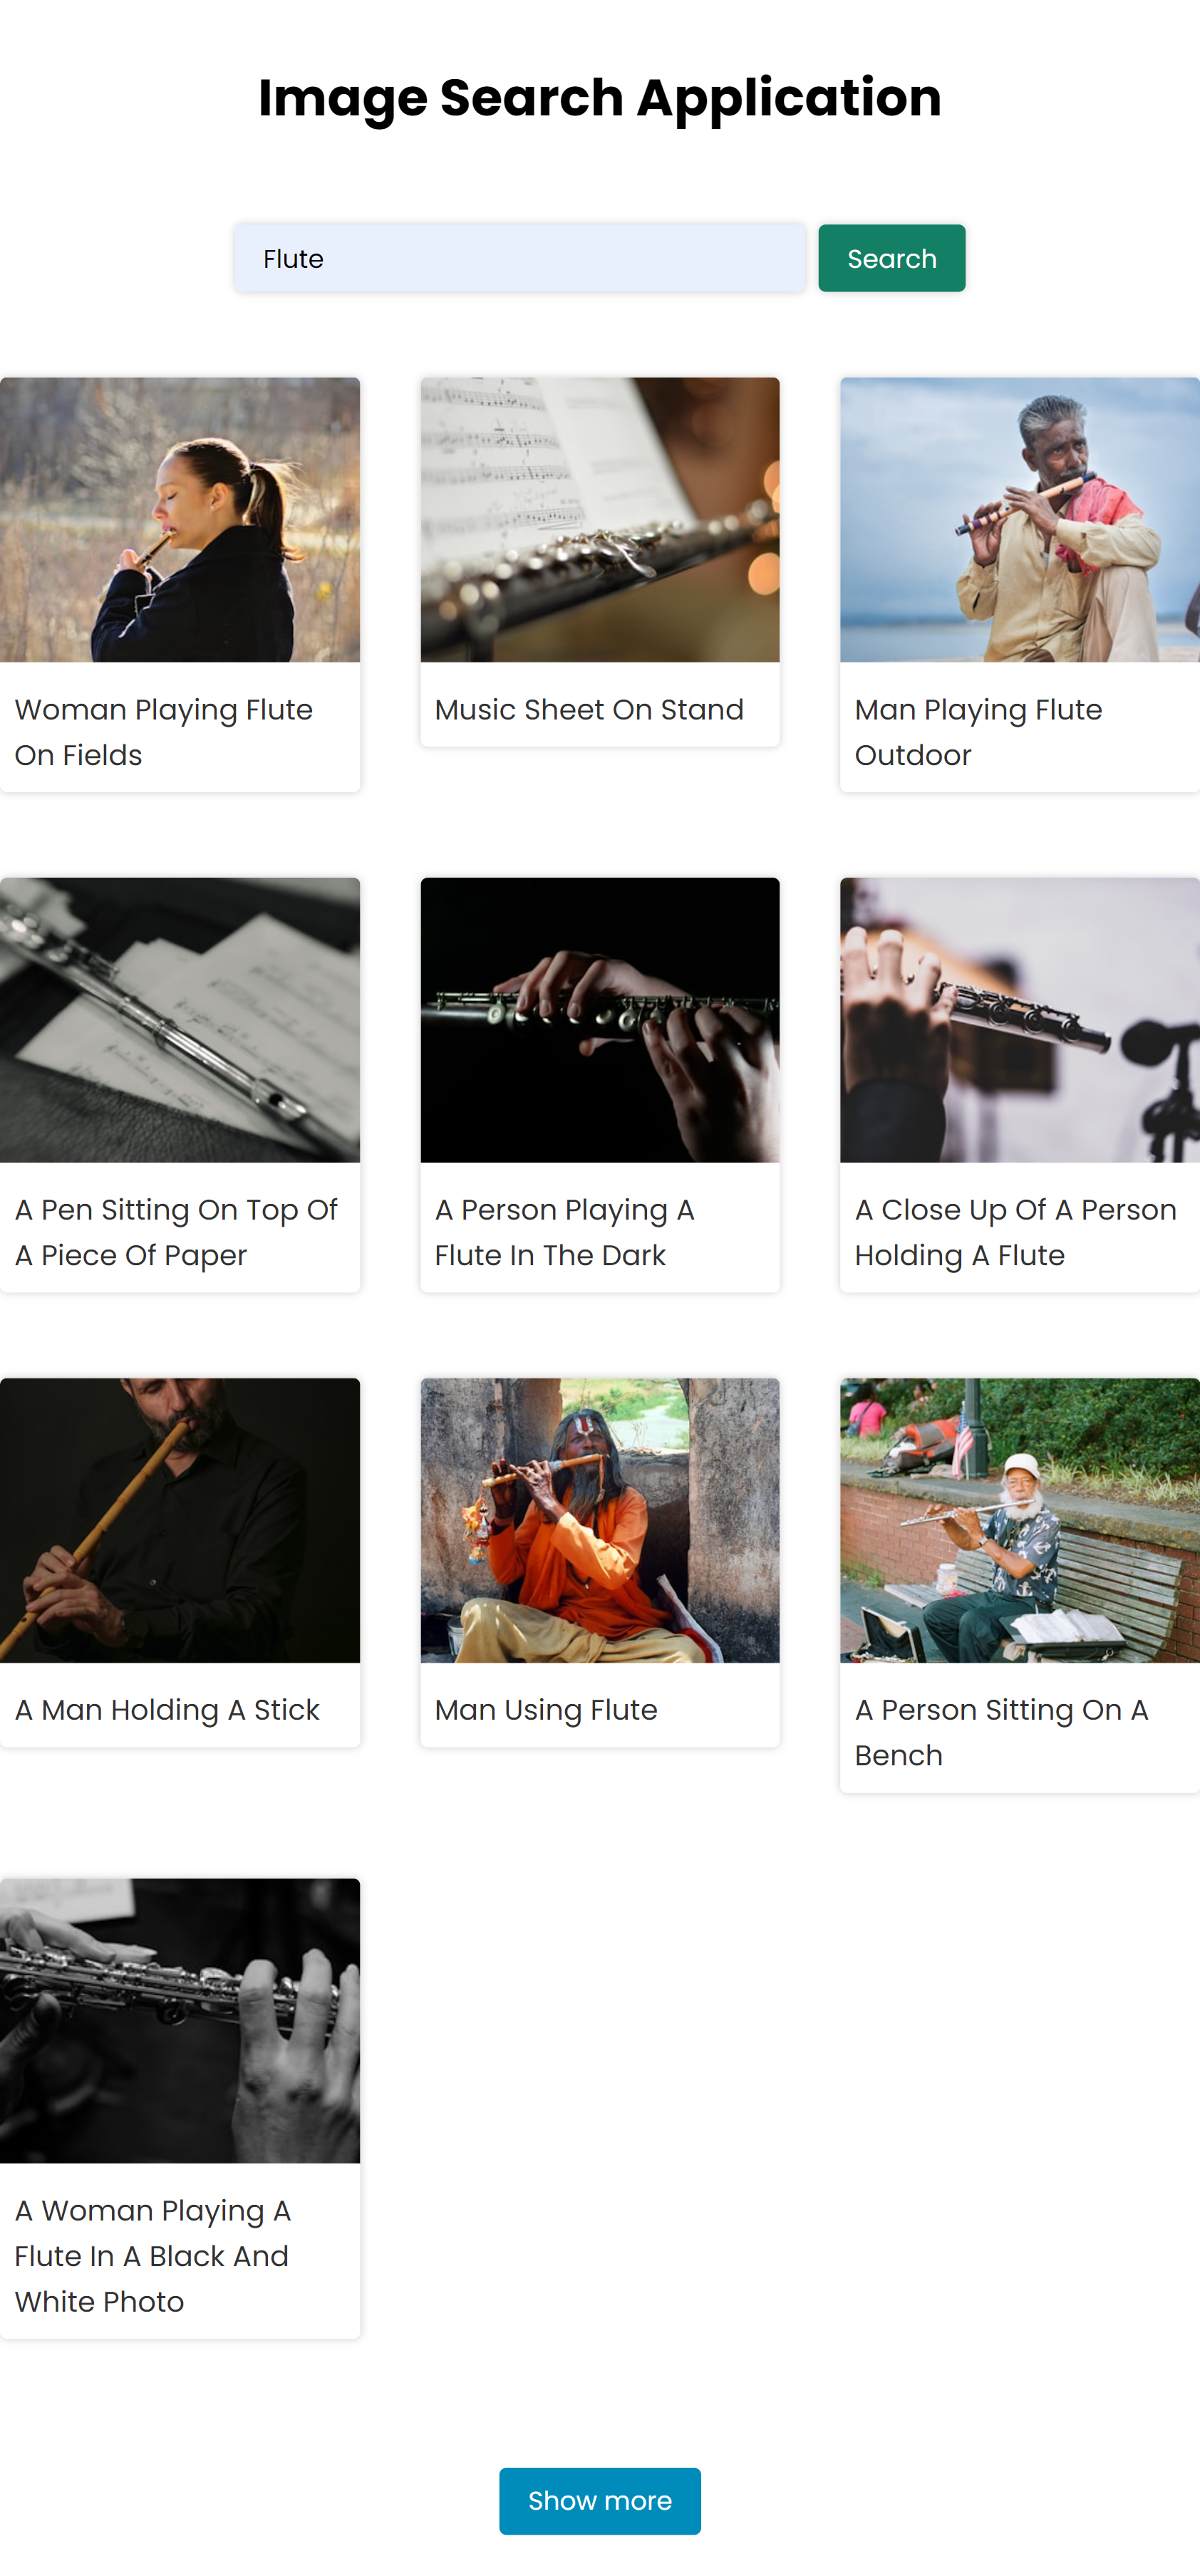 Image Search Application
Flute
Search
Woman Playing Flute
On Fields
Music Sheet On Stand
Man Playing Flute
Outdoor
A Pen Sitting On Top Of
A Piece Of Paper
A Person Playing A
Flute In The Dark
A Close Up Of A Person
Holding A Flute
A Man Holding A Stick
Man Using Flute
A Person Sitting On A
Bench
A Woman Playing A
Flute In A Black And
White Photo
Show more